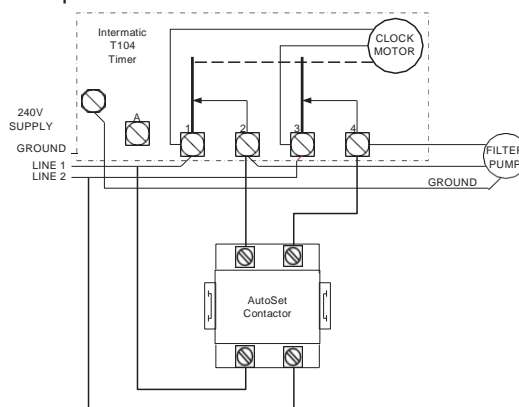 Intermatic
T104
Timer
CLOCK
MOTOR
240V
SUPPLY
A
1
2
3
4
GROUND
LINE 1
LINE 2
FILTER
PUMP
GROUND
AutoSet
Contactor